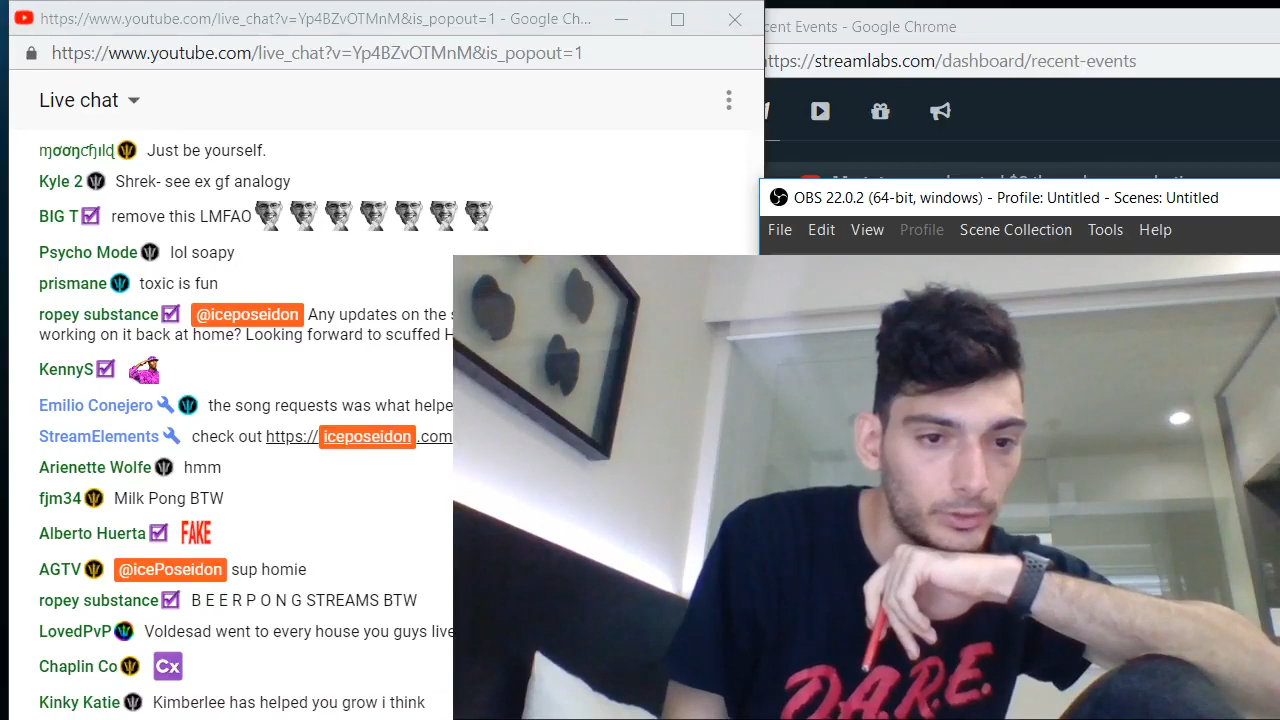 https://www.youtube.com/live_chat?v=Yp4BZvOTMnM&is_popout=1 - Google Ch...
https://www.youtube.com/live_chat?v=Yp4BZvOTMnM&is_popout=1
Live chat
ɱσσɳƈɧıʅɖ Just be yourself.
Kyle 2 Shrek- see ex gf analogy
BIG T remove this LMFAO
Psycho Mode lol soapy
prismane toxic is fun
ropey substance @iceposeidon Any updates on the s
working on it back at home? Looking forward to scuffed H
KennyS
Emilio Conejero the song requests was what helpe
StreamElements check out https://iceposeidon.com
Arienette Wolfe hmm
fjm34 Milk Pong BTW
Alberto Huerta FAKE
AGTV @icePoseidon sup homie
ropey substance B E E R P O N G STREAMS BTW
LovedPvP Voldesad went to every house you guys live
Chaplin Co Cx
Kinky Katie Kimberlee has helped you grow i think
cent Events - Google Chrome
ttps://streamlabs.com/dashboard/recent-events
OBS 22.0.2 (64-bit, windows) - Profile: Untitled - Scenes: Untitled
File Edit View Profile Scene Collection Tools Help
D.A.R.E.